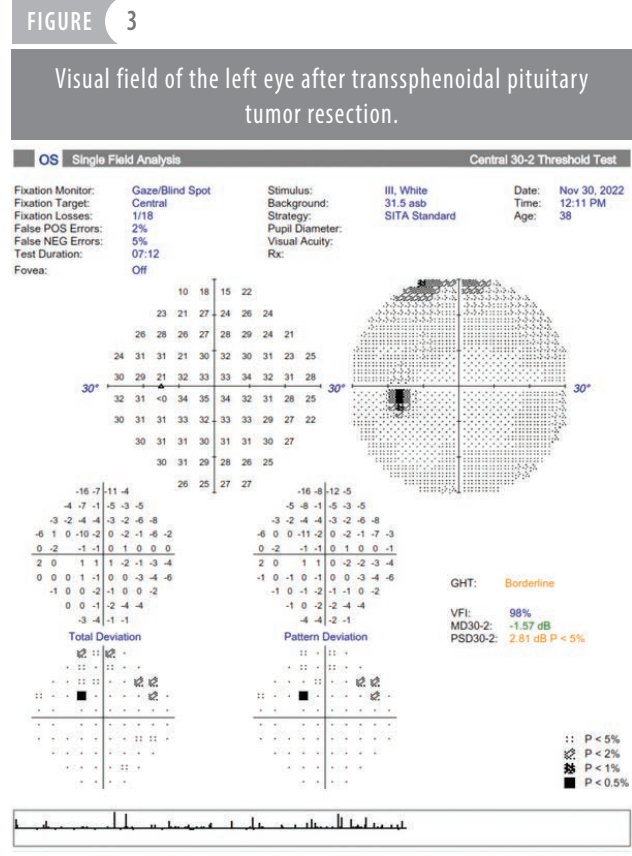 FIGURE 3
Visual field of the left eye after transsphenoidal pituitary
tumor resection.
OS Single Field Analysis Central 30-2 Threshold Test
Fixation Monitor: Gaze/Blind Spot Stimulus: III, White Date: Nov 30, 2022
Fixation Target: Central Background: 31.5 asb Time: 12:11 PM
Fixation Losses: 1/18 Strategy: SITA Standard Age: 38
False POS Errors: 2% Pupil Diameter:
False NEG Errors: 5% Visual Acuity:
Test Duration: 07:12 Rx:
Fovea: Off
10 18 15 22
23 21 27 24 26 24
26 28 26 27 28 29 24 21
24 31 31 21 30 32 30 31 23 25
30 29 21 32 33 33 34 32 31 28
30° 30° 30°
32 31 <0 34 35 34 32 31 28 25
30 31 31 33 32 33 33 29 27 22
30 31 31 30 31 31 30 27
30 31 29 28 26 25
26 25 27 27
-16 -7 -11 -4 -16 -8 -12 -5
-4 -7 -1 -5 -3 -5 -5 -8 -1 -5 -3 -5
-3 -2 -4 -4 -3 -2 -6 -8 -3 -2 -4 -4 -3 -2 -6 -8
-6 1 0 -10 -2 0 -2 -1 -6 -2 -6 0 0 -11 -2 0 -2 -1 -7 -3
0 -2 -1 -1 0 1 0 0 0 0 -2 -1 -1 0 1 0 0 -1
2 0 1 1 1 -2 -1 -3 -4 2 0 1 1 0 -2 -2 -3 -4
0 0 0 1 -1 0 0 -3 -4 -6 -1 0 -1 0 -1 0 0 -3 -4 -6
-1 0 0 -2 -1 0 0 -2 -1 0 -1 -2 -1 -1 0 -2
0 0 -1 -2 -4 -4 -1 0 -2 -2 -4 -4
-3 -4 -1 -1 -4 -4 -2 -1
GHT: Borderline
VFI: 98%
MD30-2: -1.57 dB
PSD30-2: 2.81 dB P < 5%
Total Deviation Pattern Deviation
P < 5%
P < 2%
P < 1%
P < 0.5%